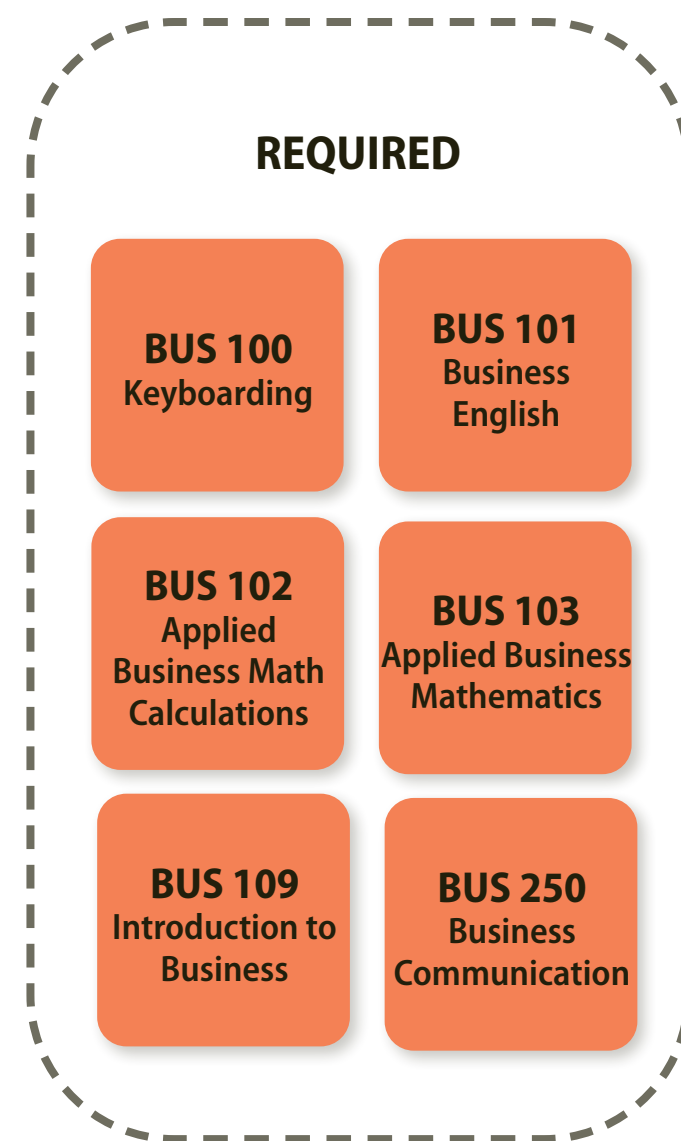 REQUIRED
BUS 100
Keyboarding
BUS 101
Business
English
BUS 102
Applied
Business Math
Calculations
BUS 103
Applied Business
Mathematics
BUS 109
Introduction to
Business
BUS 250
Business
Communication